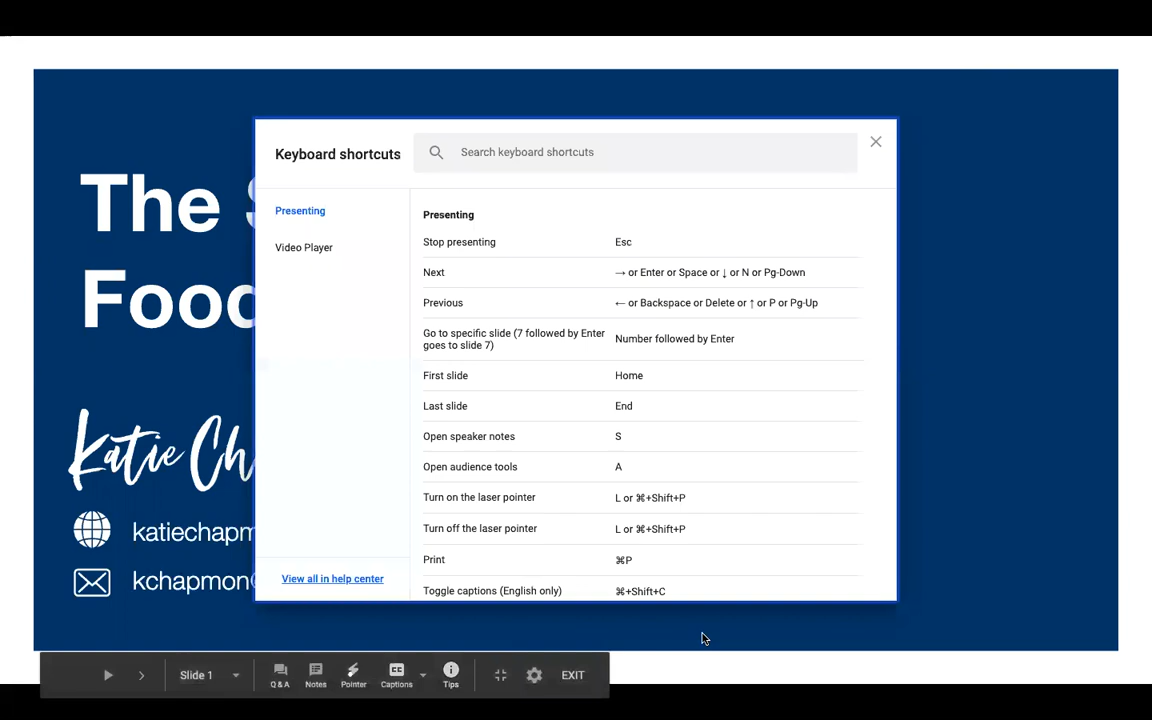 Keyboard shortcuts
Search keyboard shortcuts
Presenting
Video Player
View all in help center
Presenting
Stop presenting Esc
Next → or Enter or Space or ↓ or N or Pg-Down
Previous ← or Backspace or Delete or ↑ or P or Pg-Up
Go to specific slide (7 followed by Enter
goes to slide 7) Number followed by Enter
First slide Home
Last slide End
Open speaker notes S
Open audience tools A
Turn on the laser pointer L or ⌘+Shift+P
Turn off the laser pointer L or ⌘+Shift+P
Print ⌘P
Toggle captions (English only) ⌘+Shift+C
The
Food
Katie Ch
katiechapm
kchapmon@
Slide 1
Q & A
Notes
Pointer
CC
Captions
Tips
EXIT